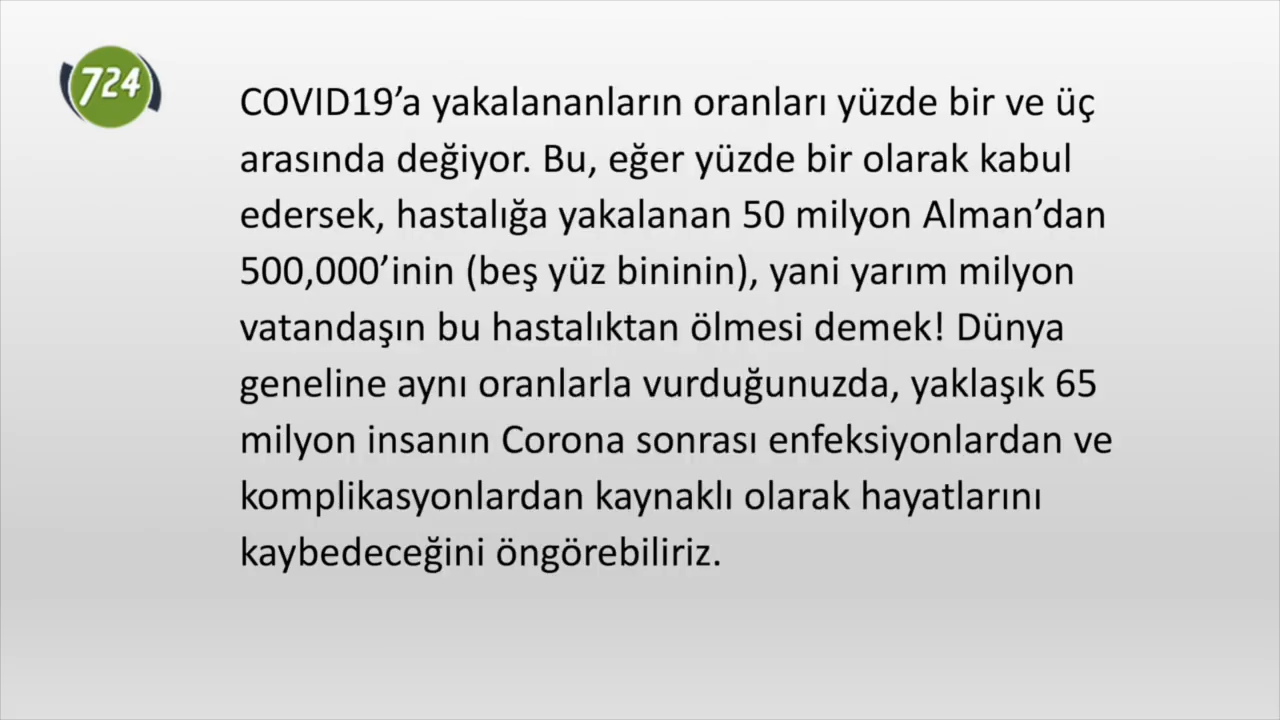 724
COVID19’a yakalananların oranları yüzde bir ve üç
arasında değiyor. Bu, eğer yüzde bir olarak kabul
edersek, hastalığa yakalanan 50 milyon Alman’dan
500,000’inin (beş yüz bininin), yani yarım milyon
vatandaşın bu hastalıktan ölmesi demek! Dünya
geneline aynı oranlarla vurduğunuzda, yaklaşık 65
milyon insanın Corona sonrası enfeksiyonlardan ve
komplikasyonlardan kaynaklı olarak hayatlarını
kaybedeceğini öngörebiliriz.